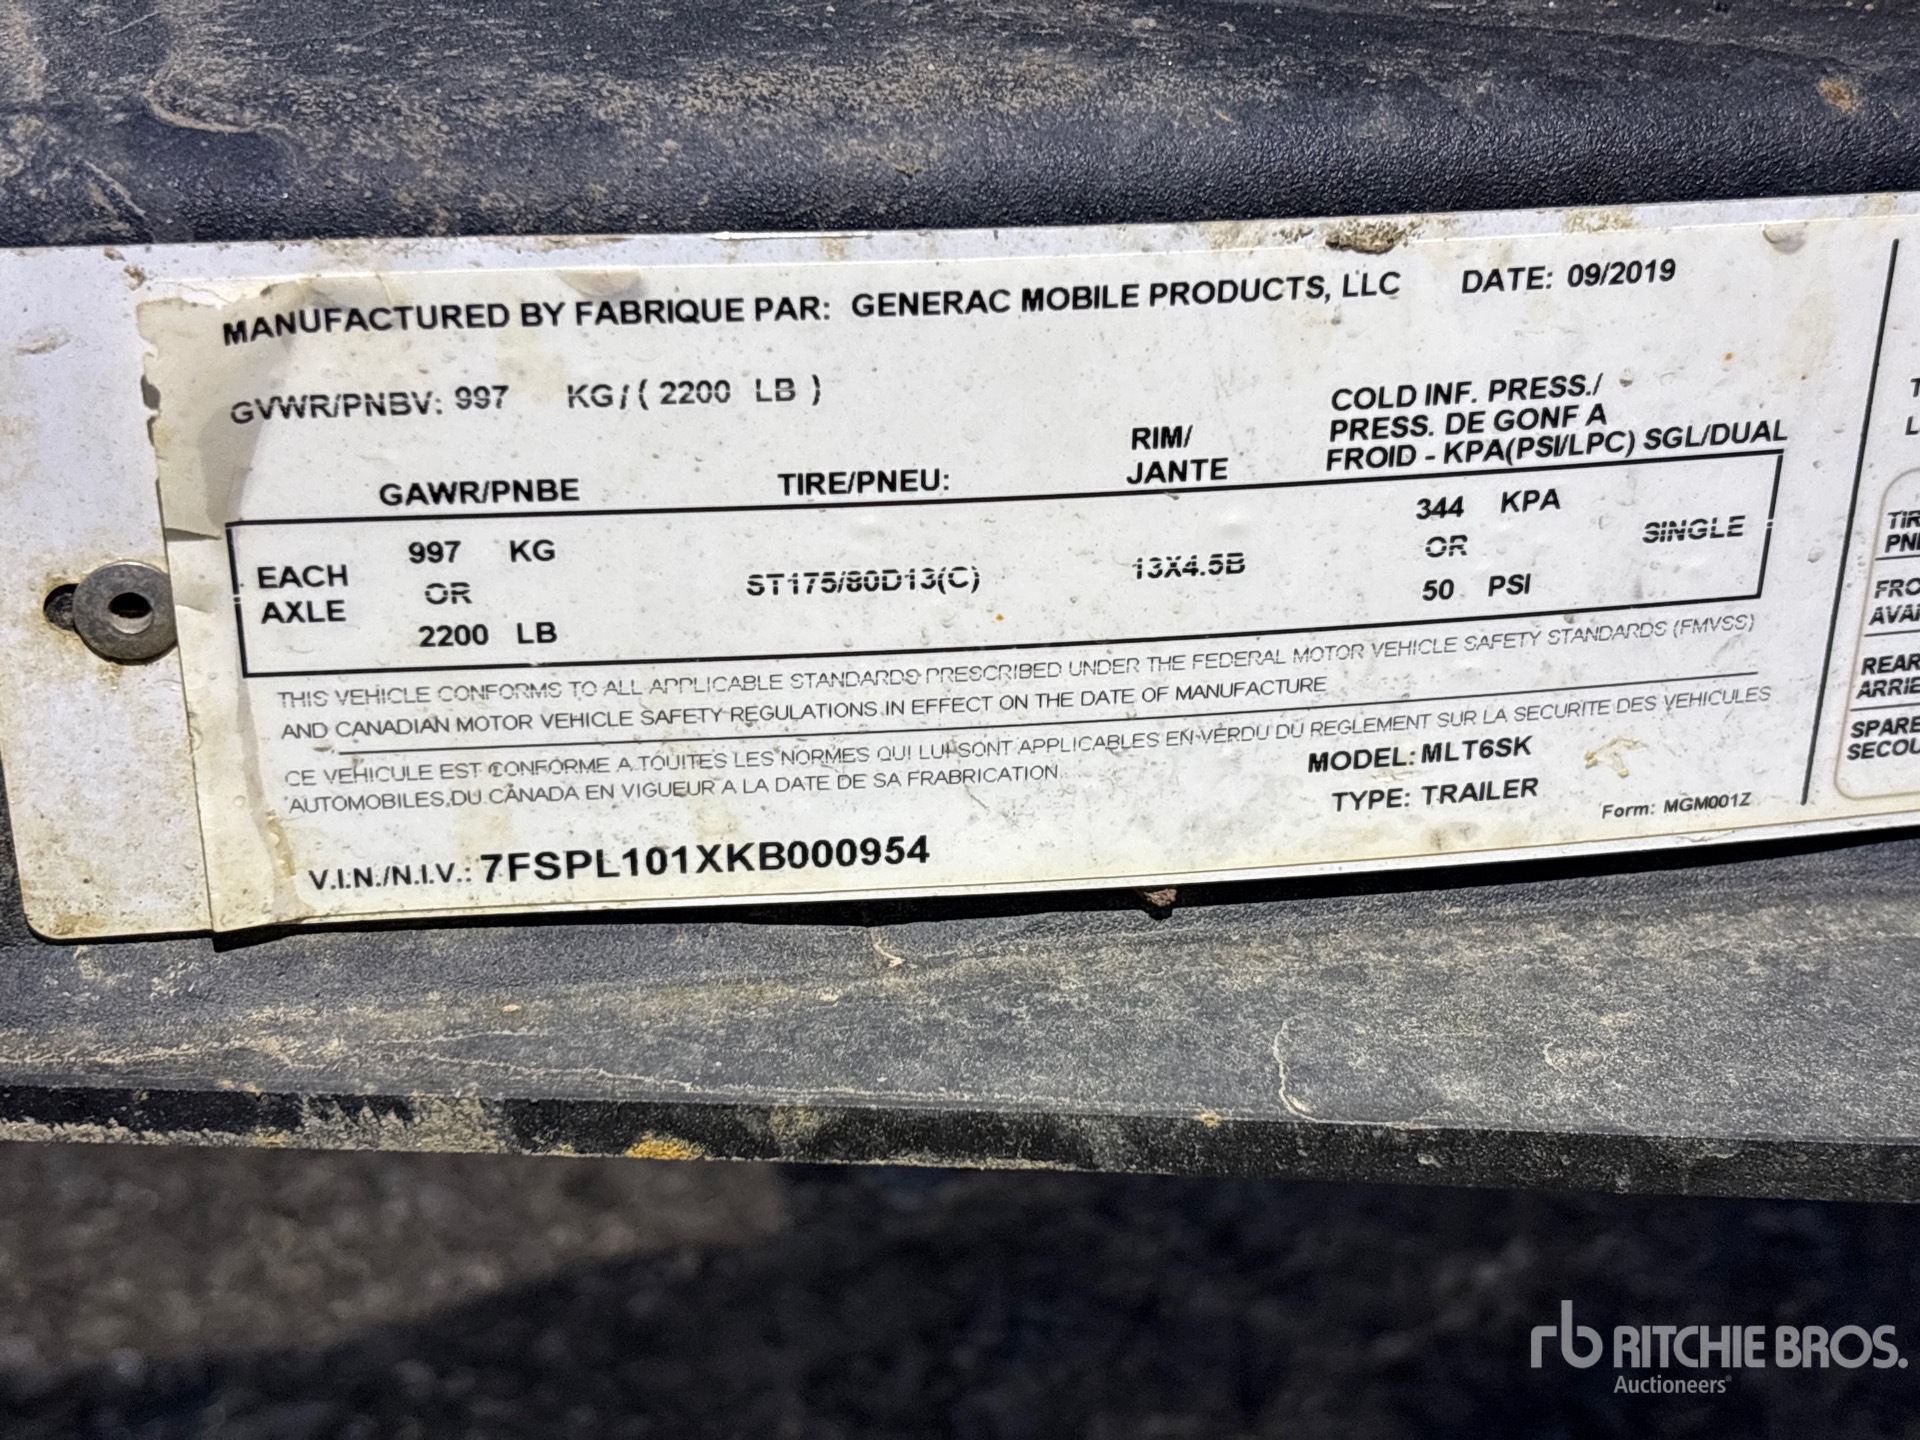 MANUFACTURED BY FABRIQUE PAR: GENERAC MOBILE PRODUCTS, LLC DATE: 09/2019
GVWR/PNBV: 997 KG / ( 2200 LB )
GAWR/PNBE TIRE/PNEU: RIM/ JANTE COLD INF. PRESS./
PRESS. DE GONF A
FROID - KPA(PSI/LPC) SGL/DUAL
EACH AXLE 997 KG OR 2200 LB ST175/80D13(C) 13X4.5B 344 KPA OR 50 PSI SINGLE
THIS VEHICLE CONFORMS TO ALL APPLICABLE STANDARDS PRESCRIBED UNDER THE FEDERAL MOTOR VEHICLE SAFETY STANDARDS (FMVSS)
AND CANADIAN MOTOR VEHICLE SAFETY REGULATIONS IN EFFECT ON THE DATE OF MANUFACTURE
CE VEHICULE EST CONFORME A TOUITES LES NORMES QUI LUI SONT APPLICABLES EN VERDU DU REGLEMENT SUR LA SECURITE DES VEHICULES
AUTOMOBILES DU CANADA EN VIGUEUR A LA DATE DE SA FRABRICATION
MODEL: MLT6SK
TYPE: TRAILER
Form: MGM001Z
V.I.N./N.I.V.: 7FSPL101XKB000954
REAR
SPARE
rb RITCHIE BROS.
Auctioneers